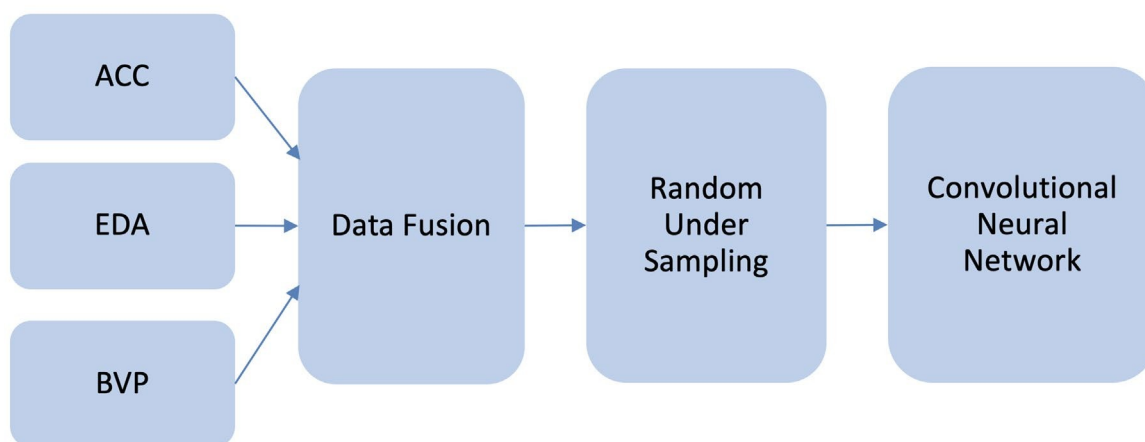 ACC
EDA
BVP
Data Fusion
Random
Under
Sampling
Convolutional
Neural
Network